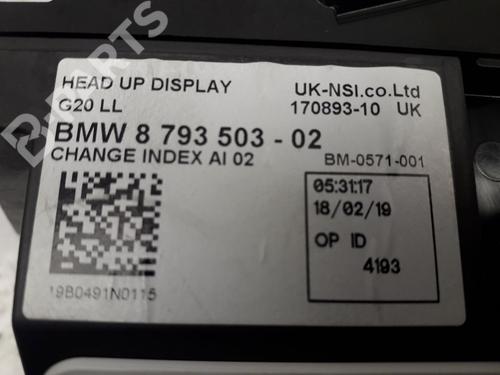 HEAD UP DISPLAY
G20 LL
UK-NSI.co.Ltd
170893-10 UK
BMW 8 793 503 - 02
CHANGE INDEX AI 02
BM-0571-001
05:31:17
18/02/19
OP ID
4193
19B0491N0115
B-PARTS